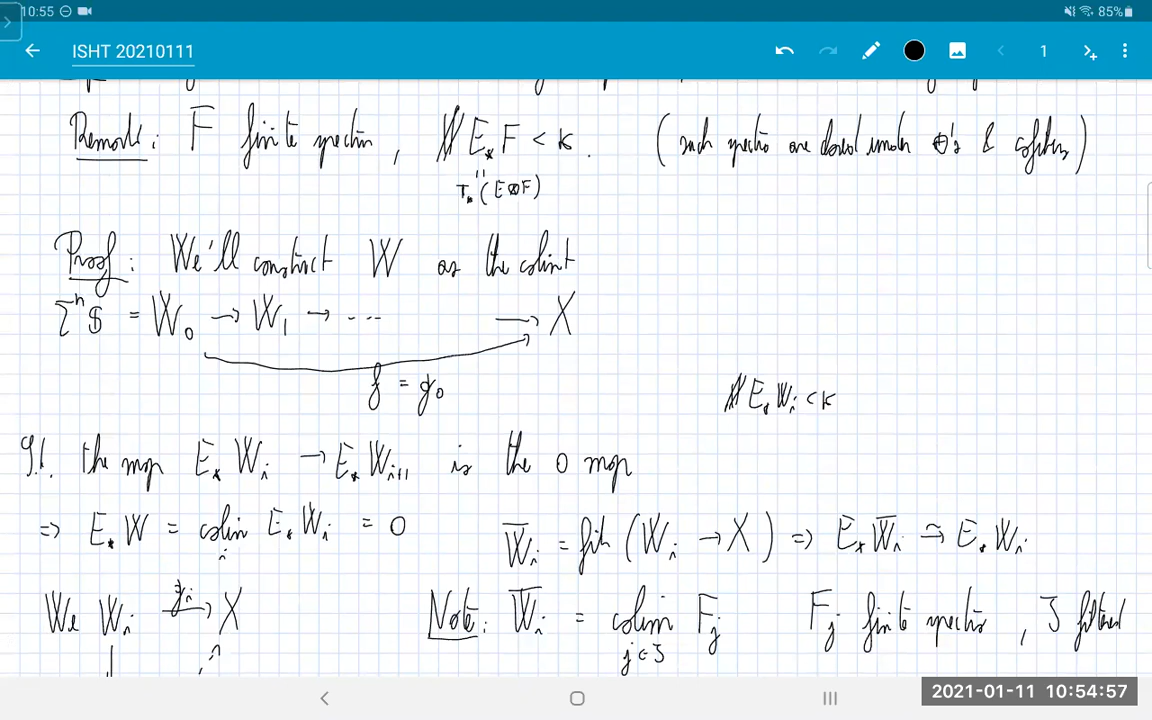 10:55
85%
ISHT 20210111
1
Remark: F finite spectrum, # E_* F < κ. (such spectra are closed under ⊕'s & cofibers)
π_*(E⊗F)
Proof: We'll construct W as the colimit
Σ^n 𝕊 = W_0 → W_1 → ... → X
f = g_0
# E_* W_i < κ
s.t. the map E_* W_i → E_* W_{i+1} is the 0 map
⇒ E_* W = colim_i E_* W_i = 0 W̄_i = fib (W_i → X) ⇒ E_* W̄_i ≅ E_* W_i
We W_i →^{g_i} X Note: W̄_i = colim_{j∈J} F_j F_j finite spectra, J filtered
2021-01-11 10:54:57